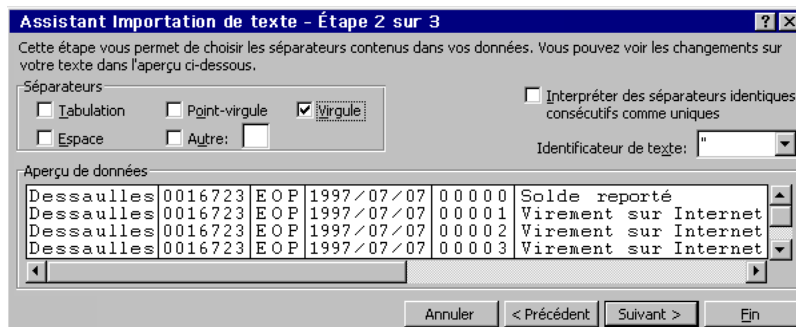 Assistant Importation de texte - Étape 2 sur 3
Cette étape vous permet de choisir les séparateurs contenus dans vos données. Vous pouvez voir les changements sur
votre texte dans l'aperçu ci-dessous.
Séparateurs
Tabulation Point-virgule Virgule
Espace Autre:
Interpréter des séparateurs identiques
consécutifs comme uniques
Identificateur de texte: "
Aperçu de données
Dessaulles 0016723 EOP 1997/07/07 00000 Solde reporté
Dessaulles 0016723 EOP 1997/07/07 00001 Virement sur Internet
Dessaulles 0016723 EOP 1997/07/07 00002 Virement sur Internet
Dessaulles 0016723 EOP 1997/07/07 00003 Virement sur Internet
Annuler < Précédent Suivant > Fin